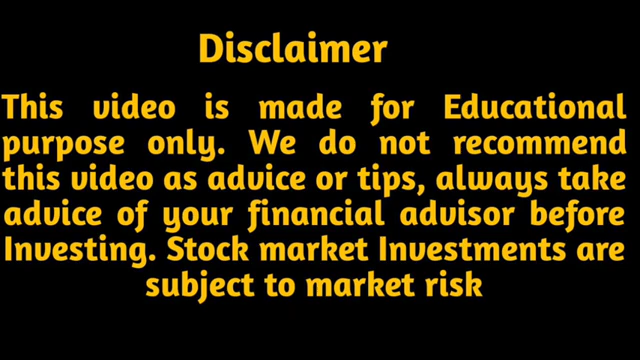 Disclaimer
This video is made for Educational
purpose only. We do not recommend
this video as advice or tips, always take
advice of your financial advisor before
Investing. Stock market Investments are
subject to market risk